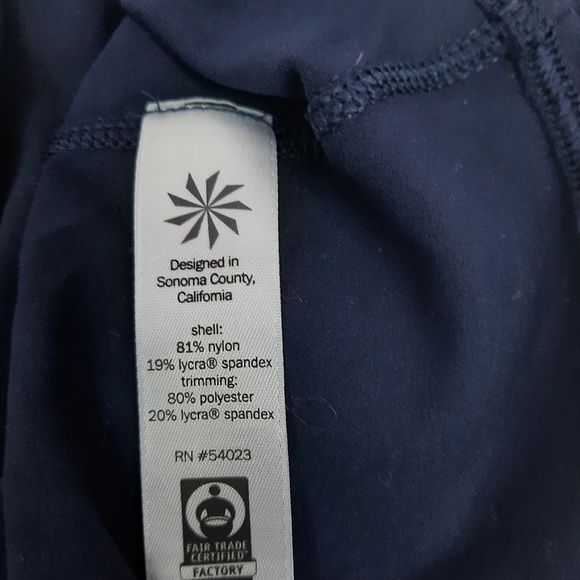 Designed in
Sonoma County,
California
shell:
81% nylon
19% lycra® spandex
trimming:
80% polyester
20% lycra® spandex
RN #54023
FAIR TRADE
CERTIFIED™
FACTORY